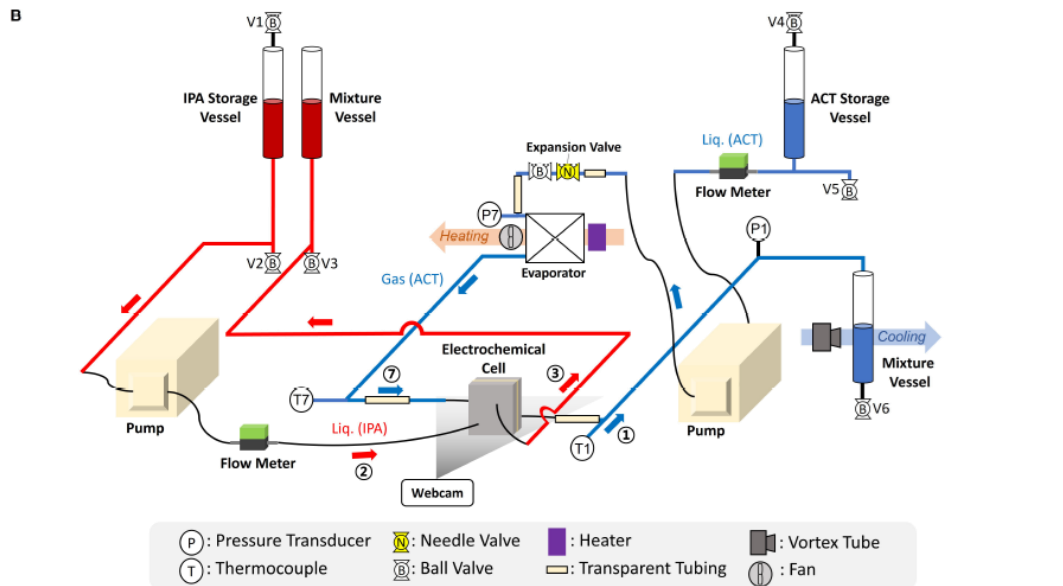 B
V1
B
V4
B
IPA Storage
Vessel
Mixture
Vessel
ACT Storage
Vessel
Liq. (ACT)
Expansion Valve
B
N
Flow Meter
V5
B
P7
P1
Heating
Evaporator
V2
B
B
V3
Gas (ACT)
Cooling
Electrochemical
Cell
Mixture
Vessel
⑦
③
T7
B
V6
Pump
Liq. (IPA)
①
Pump
T1
Flow Meter
②
Webcam
P : Pressure Transducer
N : Needle Valve
: Heater
: Vortex Tube
T : Thermocouple
B : Ball Valve
: Transparent Tubing
: Fan